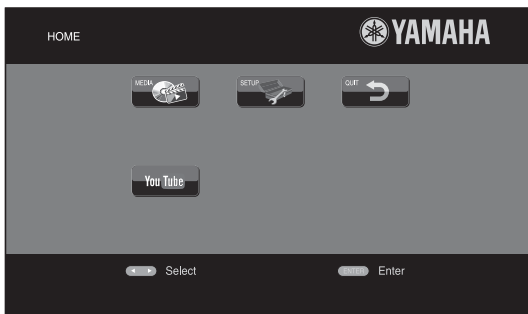 HOME
YAMAHA
MEDIA
SETUP
QUIT
You Tube
Select
ENTER Enter